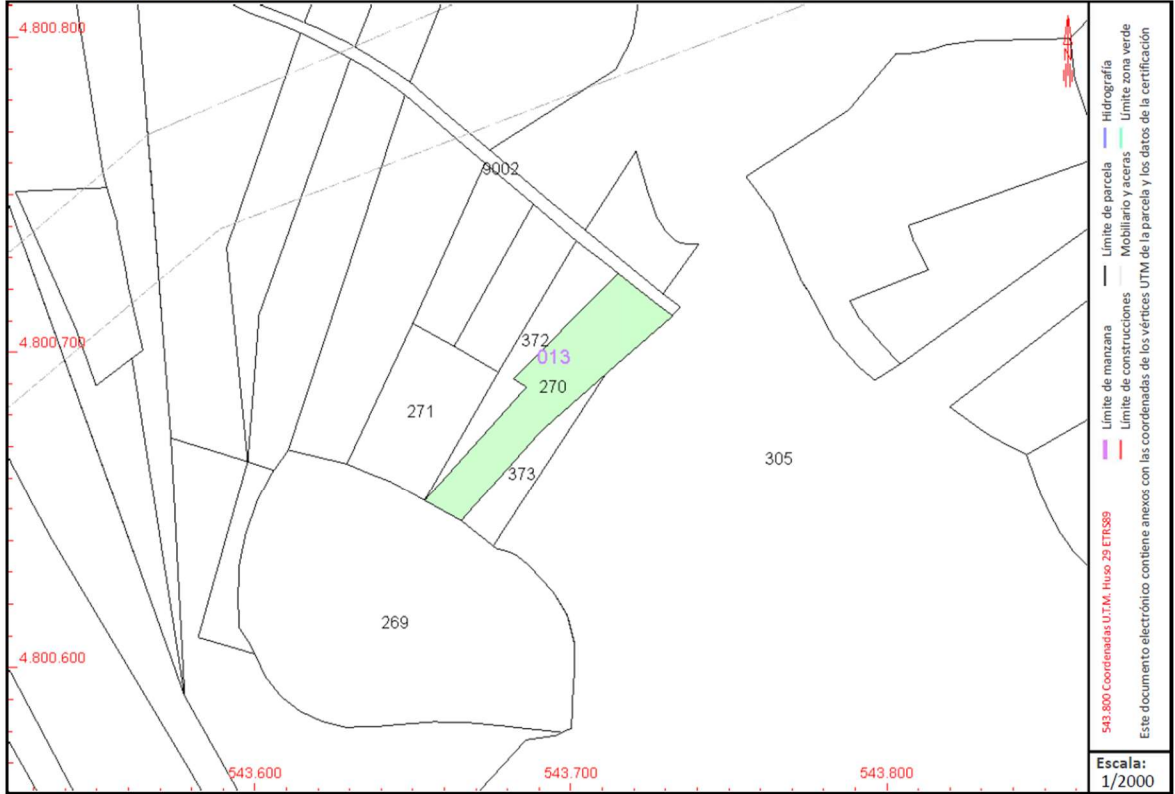 4.800.800
9002
4.800.700
372
013
270
271
373
305
269
4.800.600
543.600
543.700
543.800
Límite de manzana
Límite de parcela
Hidrografía
Límite de construcciones
Mobiliario y aceras
Límite zona verde
543.800 Coordenadas U.T.M. Huso 29 ETRS89
Este documento electrónico contiene anexos con las coordenadas de los vértices UTM de la parcela y los datos de la certificación
Escala:
1/2000